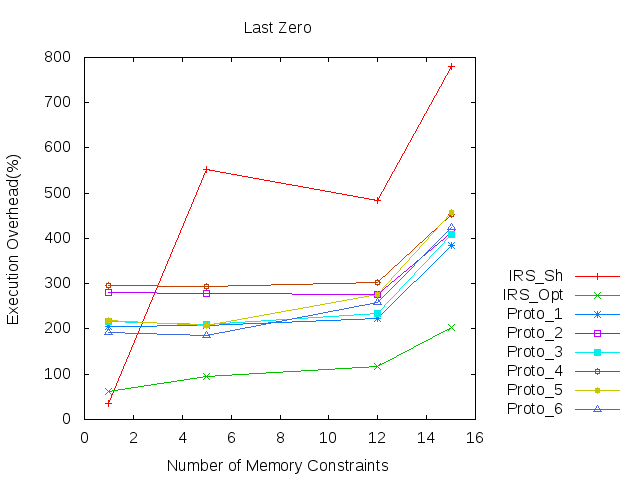 Last Zero
800
700
600
500
400
300
200
100
0
0 2 4 6 8 10 12 14 16
Execution Overhead(%)
Number of Memory Constraints
IRS_Sh
IRS_Opt
Proto_1
Proto_2
Proto_3
Proto_4
Proto_5
Proto_6